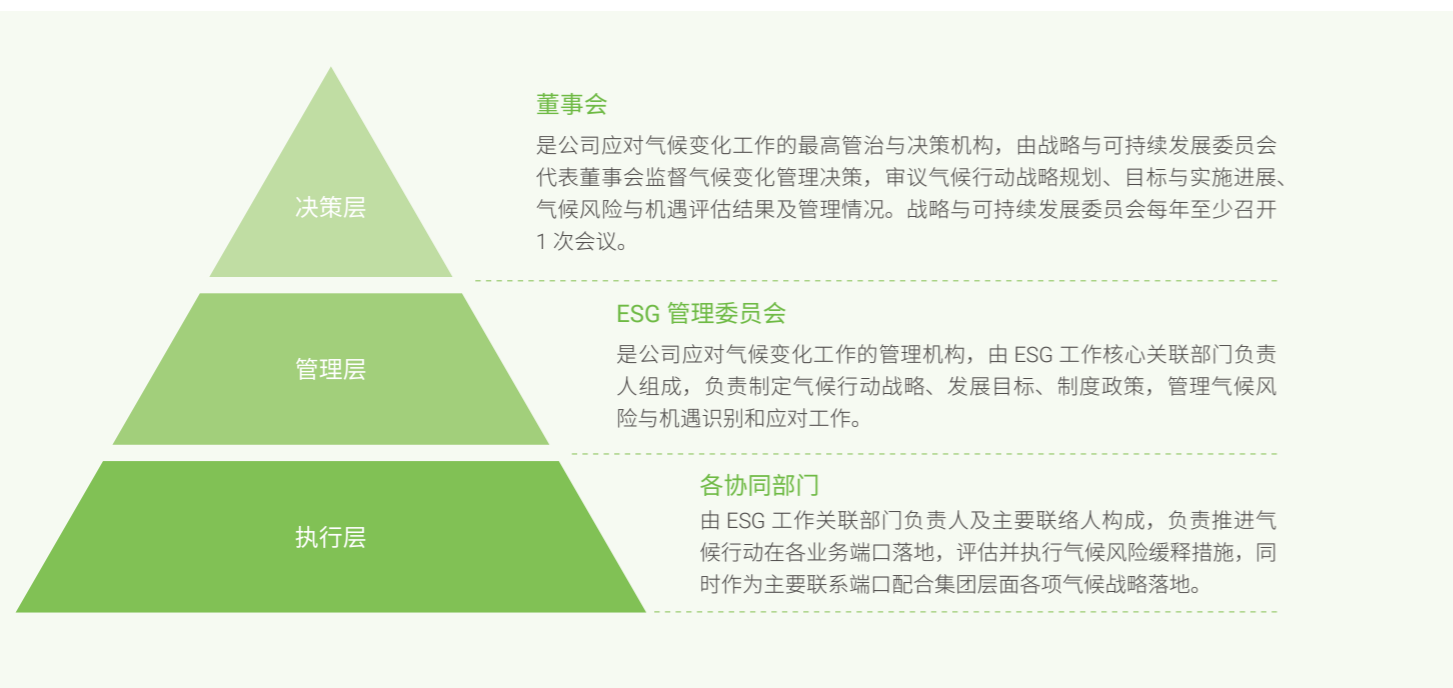 决策层
董事会
是公司应对气候变化工作的最高管治与决策机构，由战略与可持续发展委员会
代表董事会监督气候变化管理决策，审议气候行动战略规划、目标与实施进展、
气候风险与机遇评估结果及管理情况。战略与可持续发展委员会每年至少召开
1 次会议。
管理层
ESG 管理委员会
是公司应对气候变化工作的管理机构，由 ESG 工作核心关联部门负责
人组成，负责制定气候行动战略、发展目标、制度政策，管理气候风
险与机遇识别和应对工作。
执行层
各协同部门
由 ESG 工作关联部门负责人及主要联络人构成，负责推进气
候行动在各业务端口落地，评估并执行气候风险缓释措施，同
时作为主要联系端口配合集团层面各项气候战略落地。